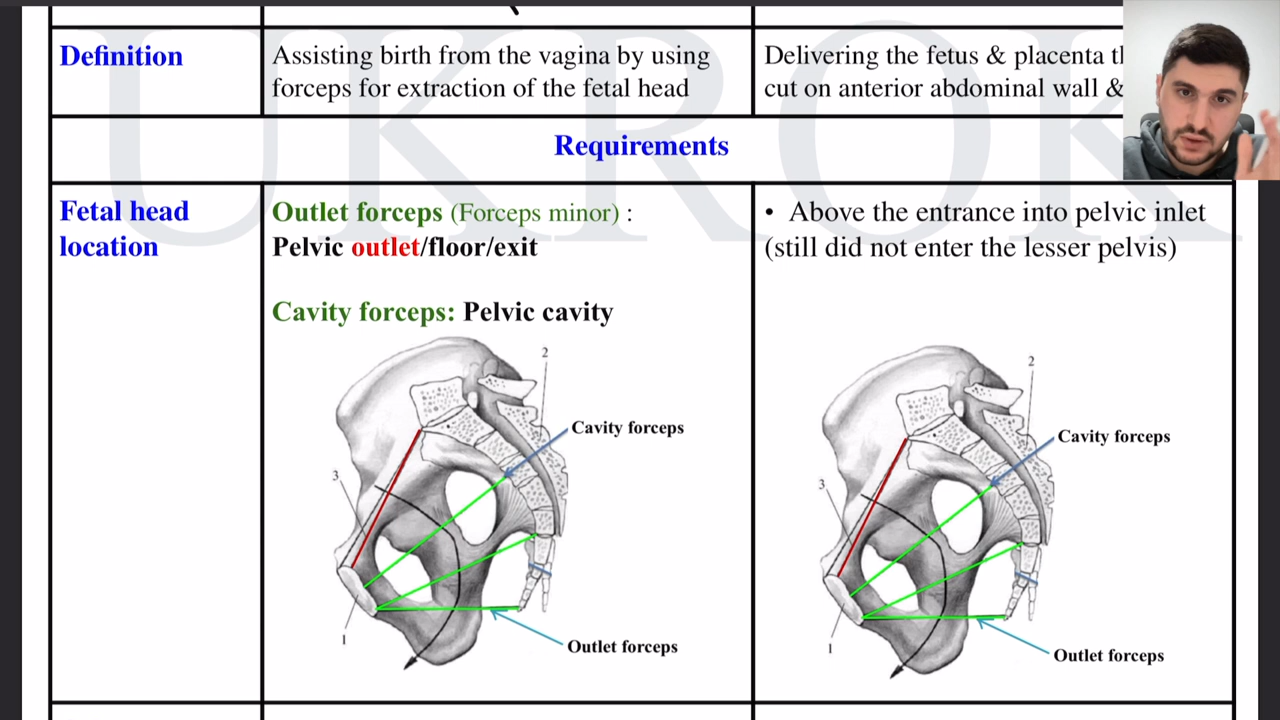 UKROK
Definition
Assisting birth from the vagina by using
forceps for extraction of the fetal head
Delivering the fetus & placenta
cut on anterior abdominal wall &
Requirements
Fetal head
location
Outlet forceps (Forceps minor) :
Pelvic outlet/floor/exit
Cavity forceps: Pelvic cavity
2
Cavity forceps
3
1
Outlet forceps
• Above the entrance into pelvic inlet
(still did not enter the lesser pelvis)
2
Cavity forceps
3
1
Outlet forceps